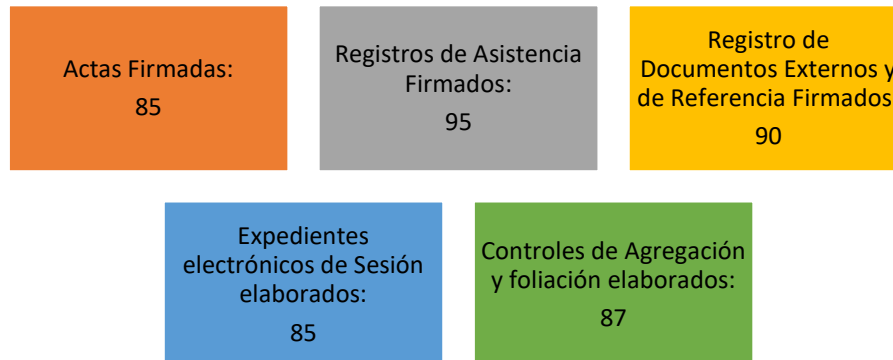 Actas Firmadas:
85
Registros de Asistencia
Firmados:
95
Registro de
Documentos Externos y
de Referencia Firmados
90
Expedientes
electrónicos de Sesión
elaborados:
85
Controles de Agregación
y foliación elaborados:
87